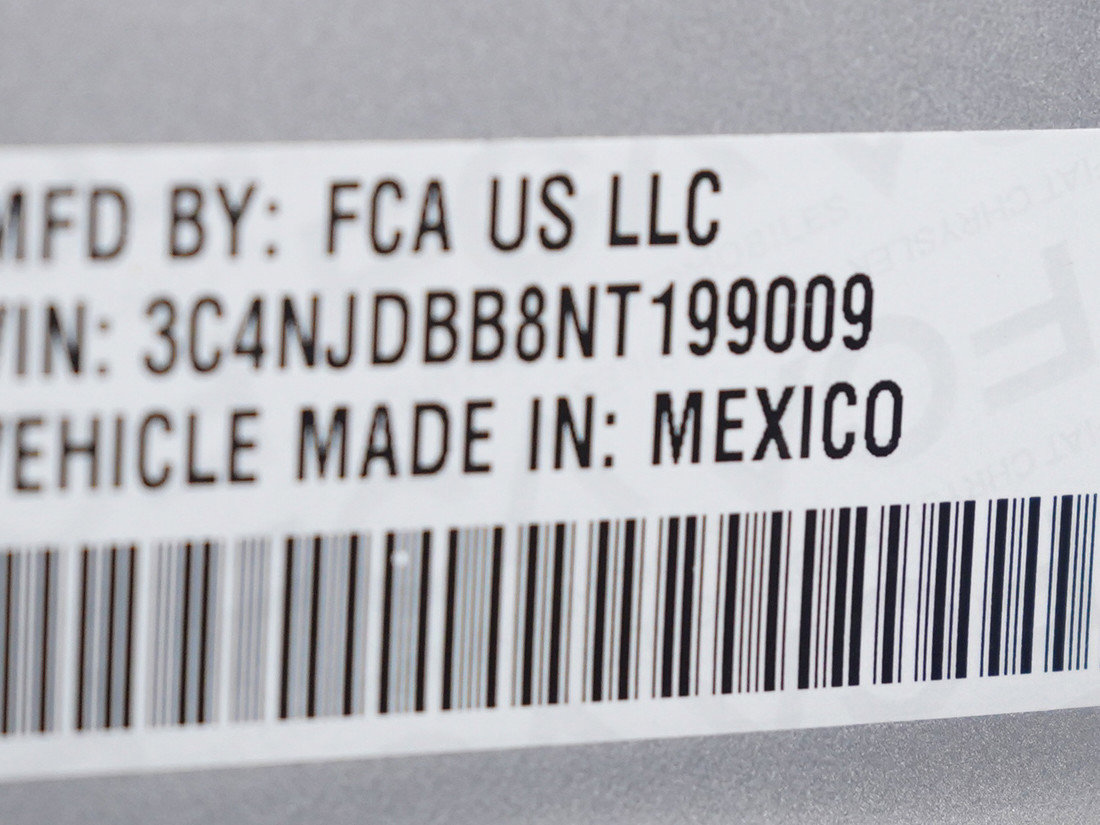 MFD BY: FCA US LLC
VIN: 3C4NJDBB8NT199009
VEHICLE MADE IN: MEXICO